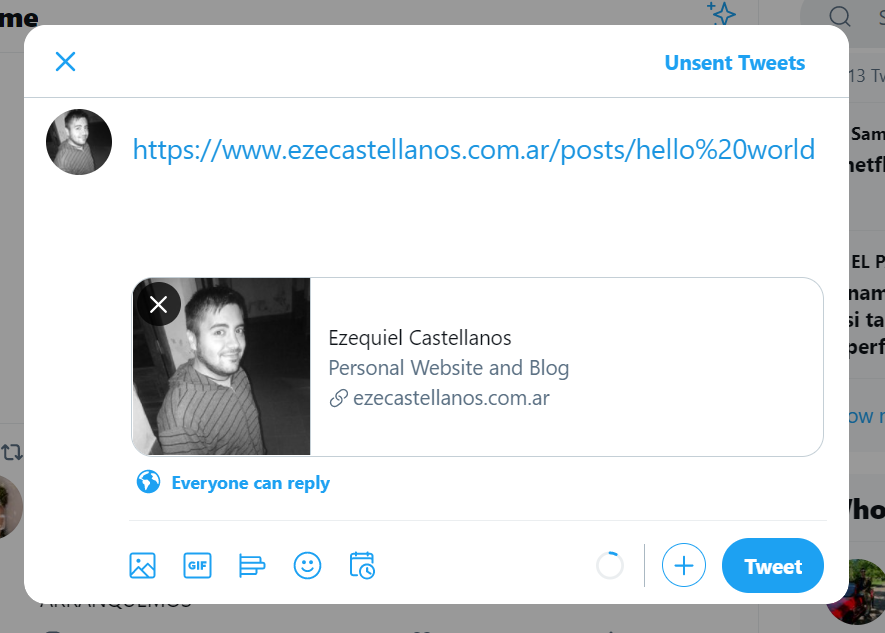 me
Unsent Tweets
13 Tw
https://www.ezecastellanos.com.ar/posts/hello%20world
Sam
netfl
EL P
nam
si ta
perf
Ezequiel Castellanos
Personal Website and Blog
ezecastellanos.com.ar
ow
Everyone can reply
Who
GIF
Tweet
ARRANQUEMOS